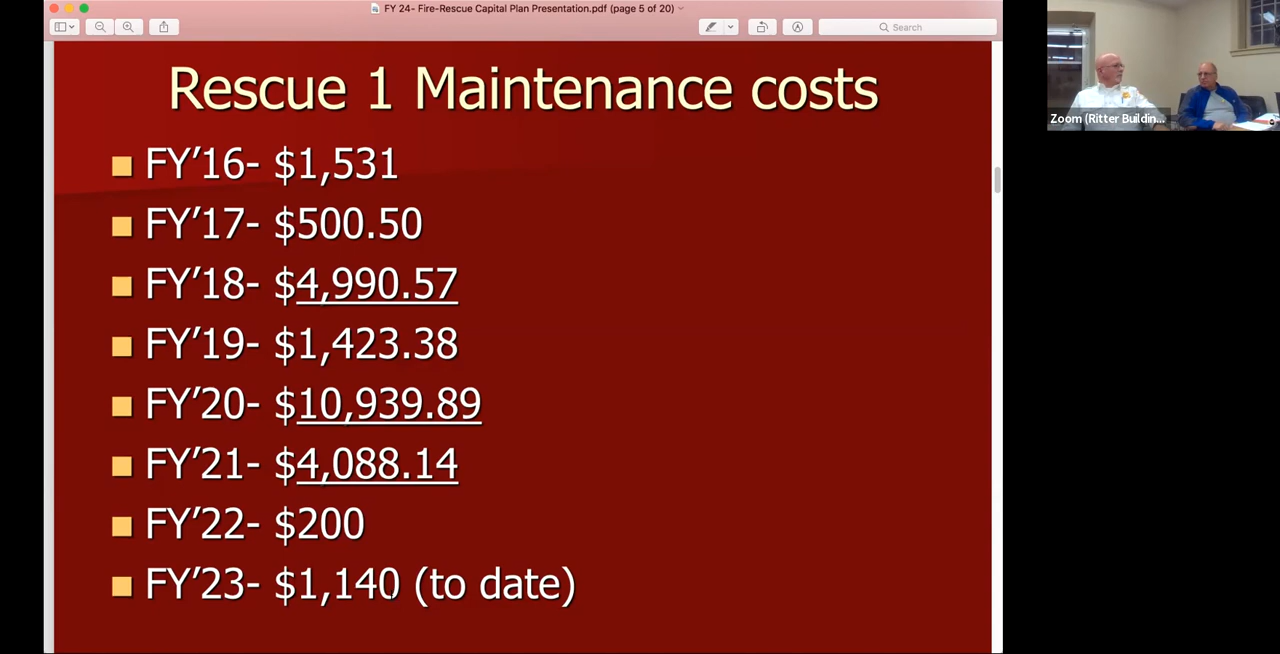 FY 24- Fire-Rescue Capital Plan Presentation.pdf (page 5 of 20)
Search
Rescue 1 Maintenance costs
FY'16- $1,531
FY'17- $500.50
FY'18- $4,990.57
FY'19- $1,423.38
FY'20- $10,939.89
FY'21- $4,088.14
FY'22- $200
FY'23- $1,140 (to date)
Zoom (Ritter Buildin...